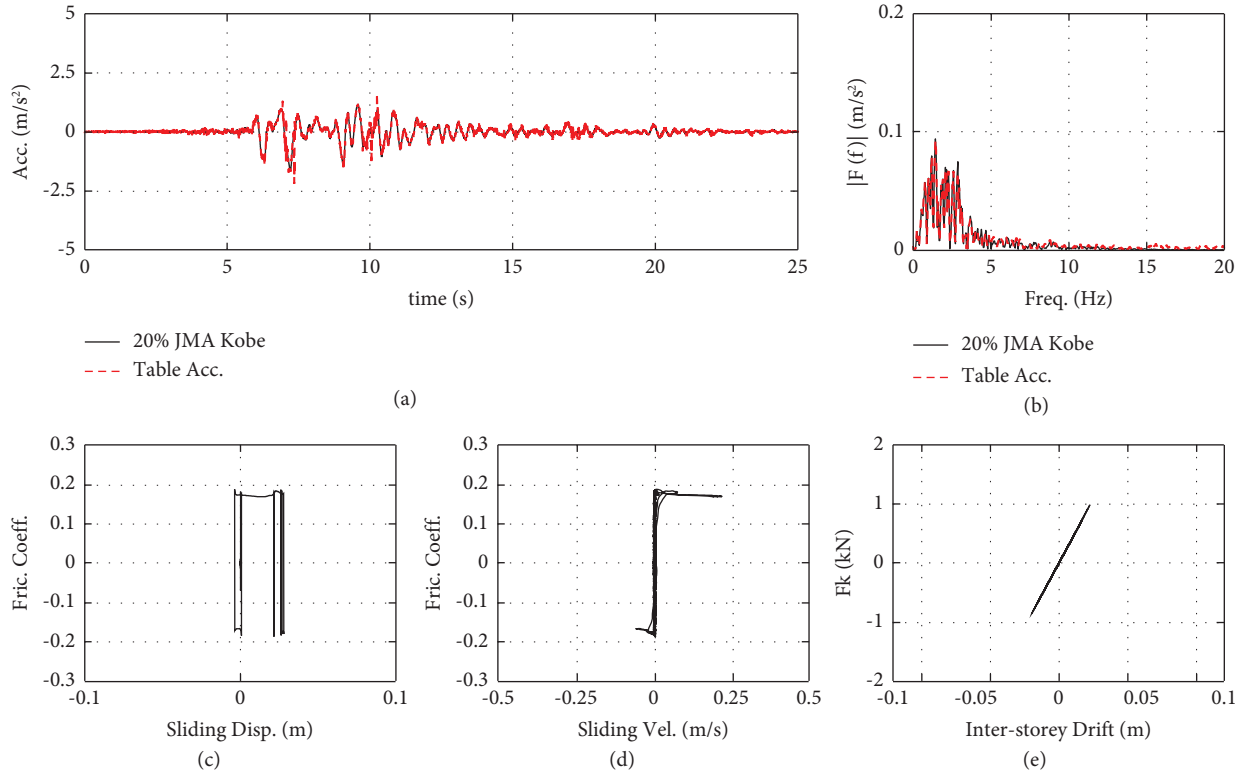 5
2.5
0
-2.5
-5
Acc. (m/s²)
0 5 10 15 20 25
time (s)
20% JMA Kobe
Table Acc.
(a)
0.2
0.1
0
|F (f)| (m/s²)
0 5 10 15 20
Freq. (Hz)
20% JMA Kobe
Table Acc.
(b)
0.3
0.2
0.1
0
-0.1
-0.2
-0.3
Fric. Coeff.
-0.1 0 0.1
Sliding Disp. (m)
(c)
0.3
0.2
0.1
0
-0.1
-0.2
-0.3
Fric. Coeff.
-0.5 -0.25 0 0.25 0.5
Sliding Vel. (m/s)
(d)
2
1
0
-1
-2
Fk (kN)
-0.1 -0.05 0 0.05 0.1
Inter-storey Drift (m)
(e)